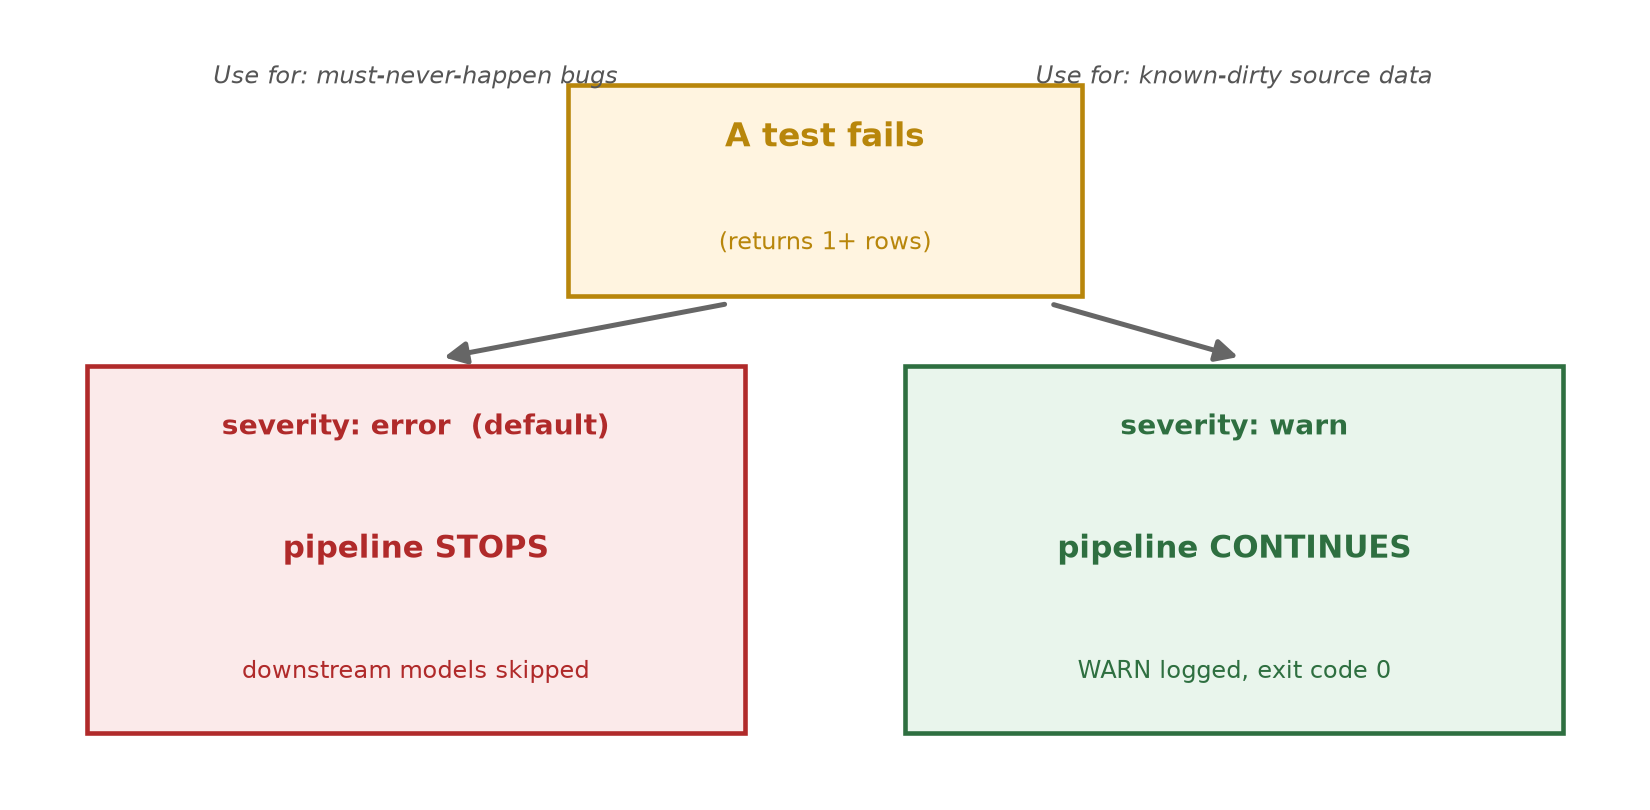 Use for: must-never-happen bugs
Use for: known-dirty source data
A test fails
(returns 1+ rows)
severity: error  (default)
pipeline STOPS
downstream models skipped
severity: warn
pipeline CONTINUES
WARN logged, exit code 0